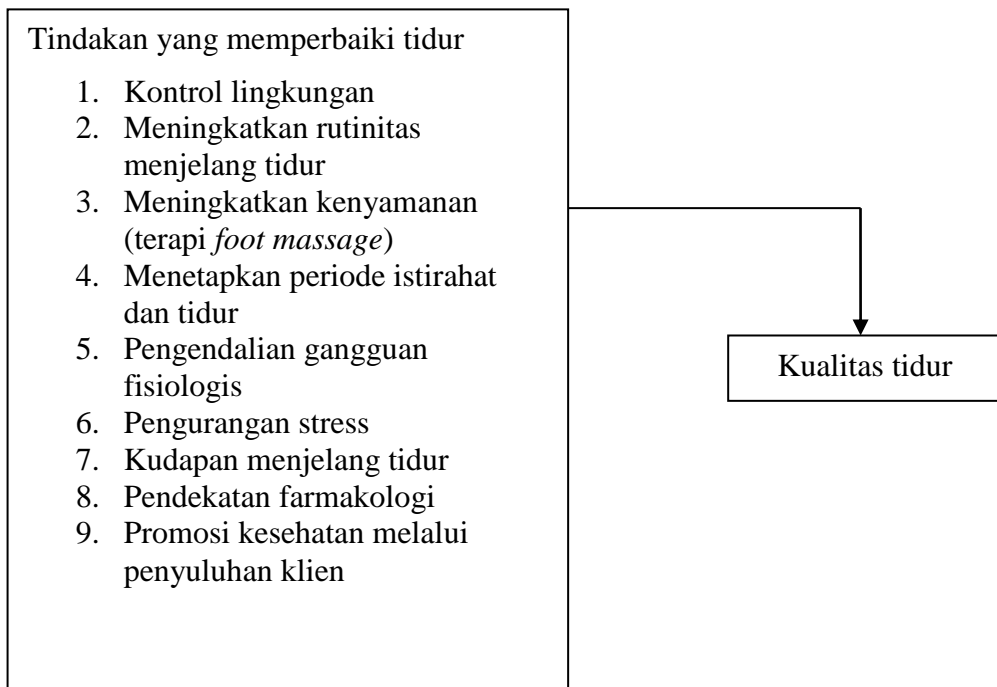 Tindakan yang memperbaiki tidur
1. Kontrol lingkungan
2. Meningkatkan rutinitas
menjelang tidur
3. Meningkatkan kenyamanan
(terapi foot massage)
4. Menetapkan periode istirahat
dan tidur
5. Pengendalian gangguan
fisiologis
6. Pengurangan stress
7. Kudapan menjelang tidur
8. Pendekatan farmakologi
9. Promosi kesehatan melalui
penyuluhan klien
Kualitas tidur